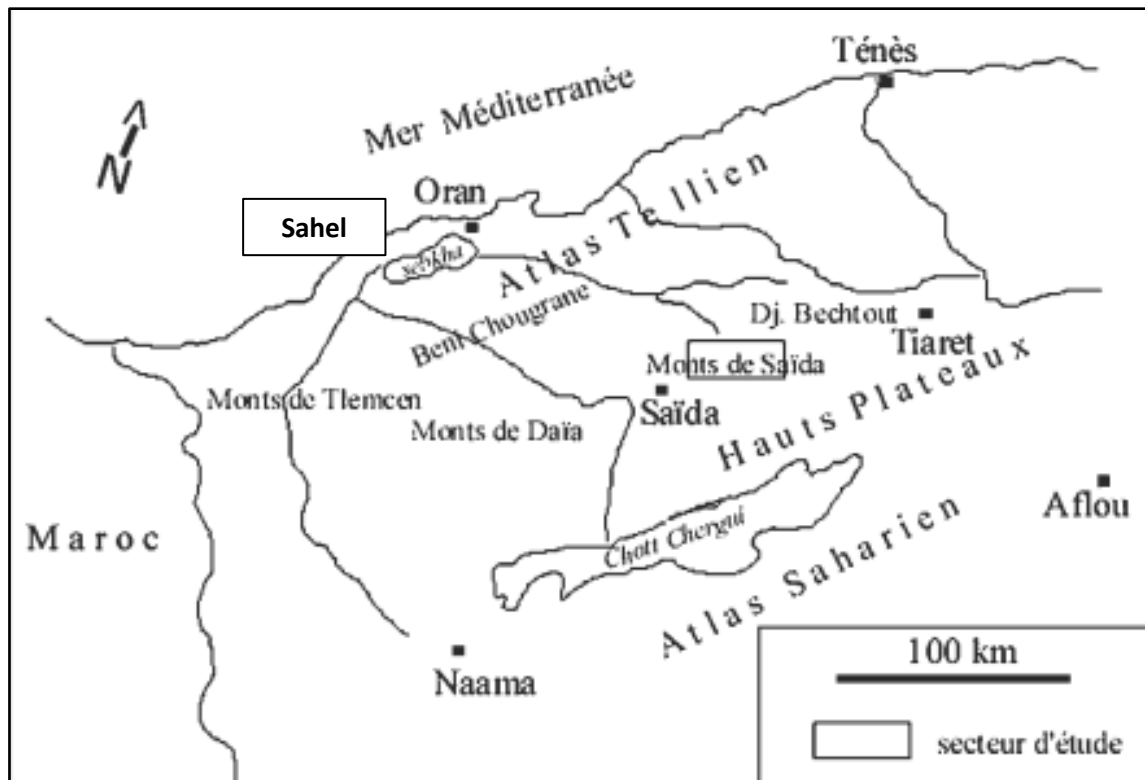 Ténès
Mer Méditerranée
N
Oran
Sahel
sebkha
Atlas Tellien
Beni Chougrane
Dj. Bechtout
Tiaret
Monts de Saïda
Monts de Tlemcen
Saïda
Monts de Daïa
Hauts Plateaux
Aflou
Maroc
Chott Chergui
Atlas Saharien
Naama
100 km
secteur d'étude